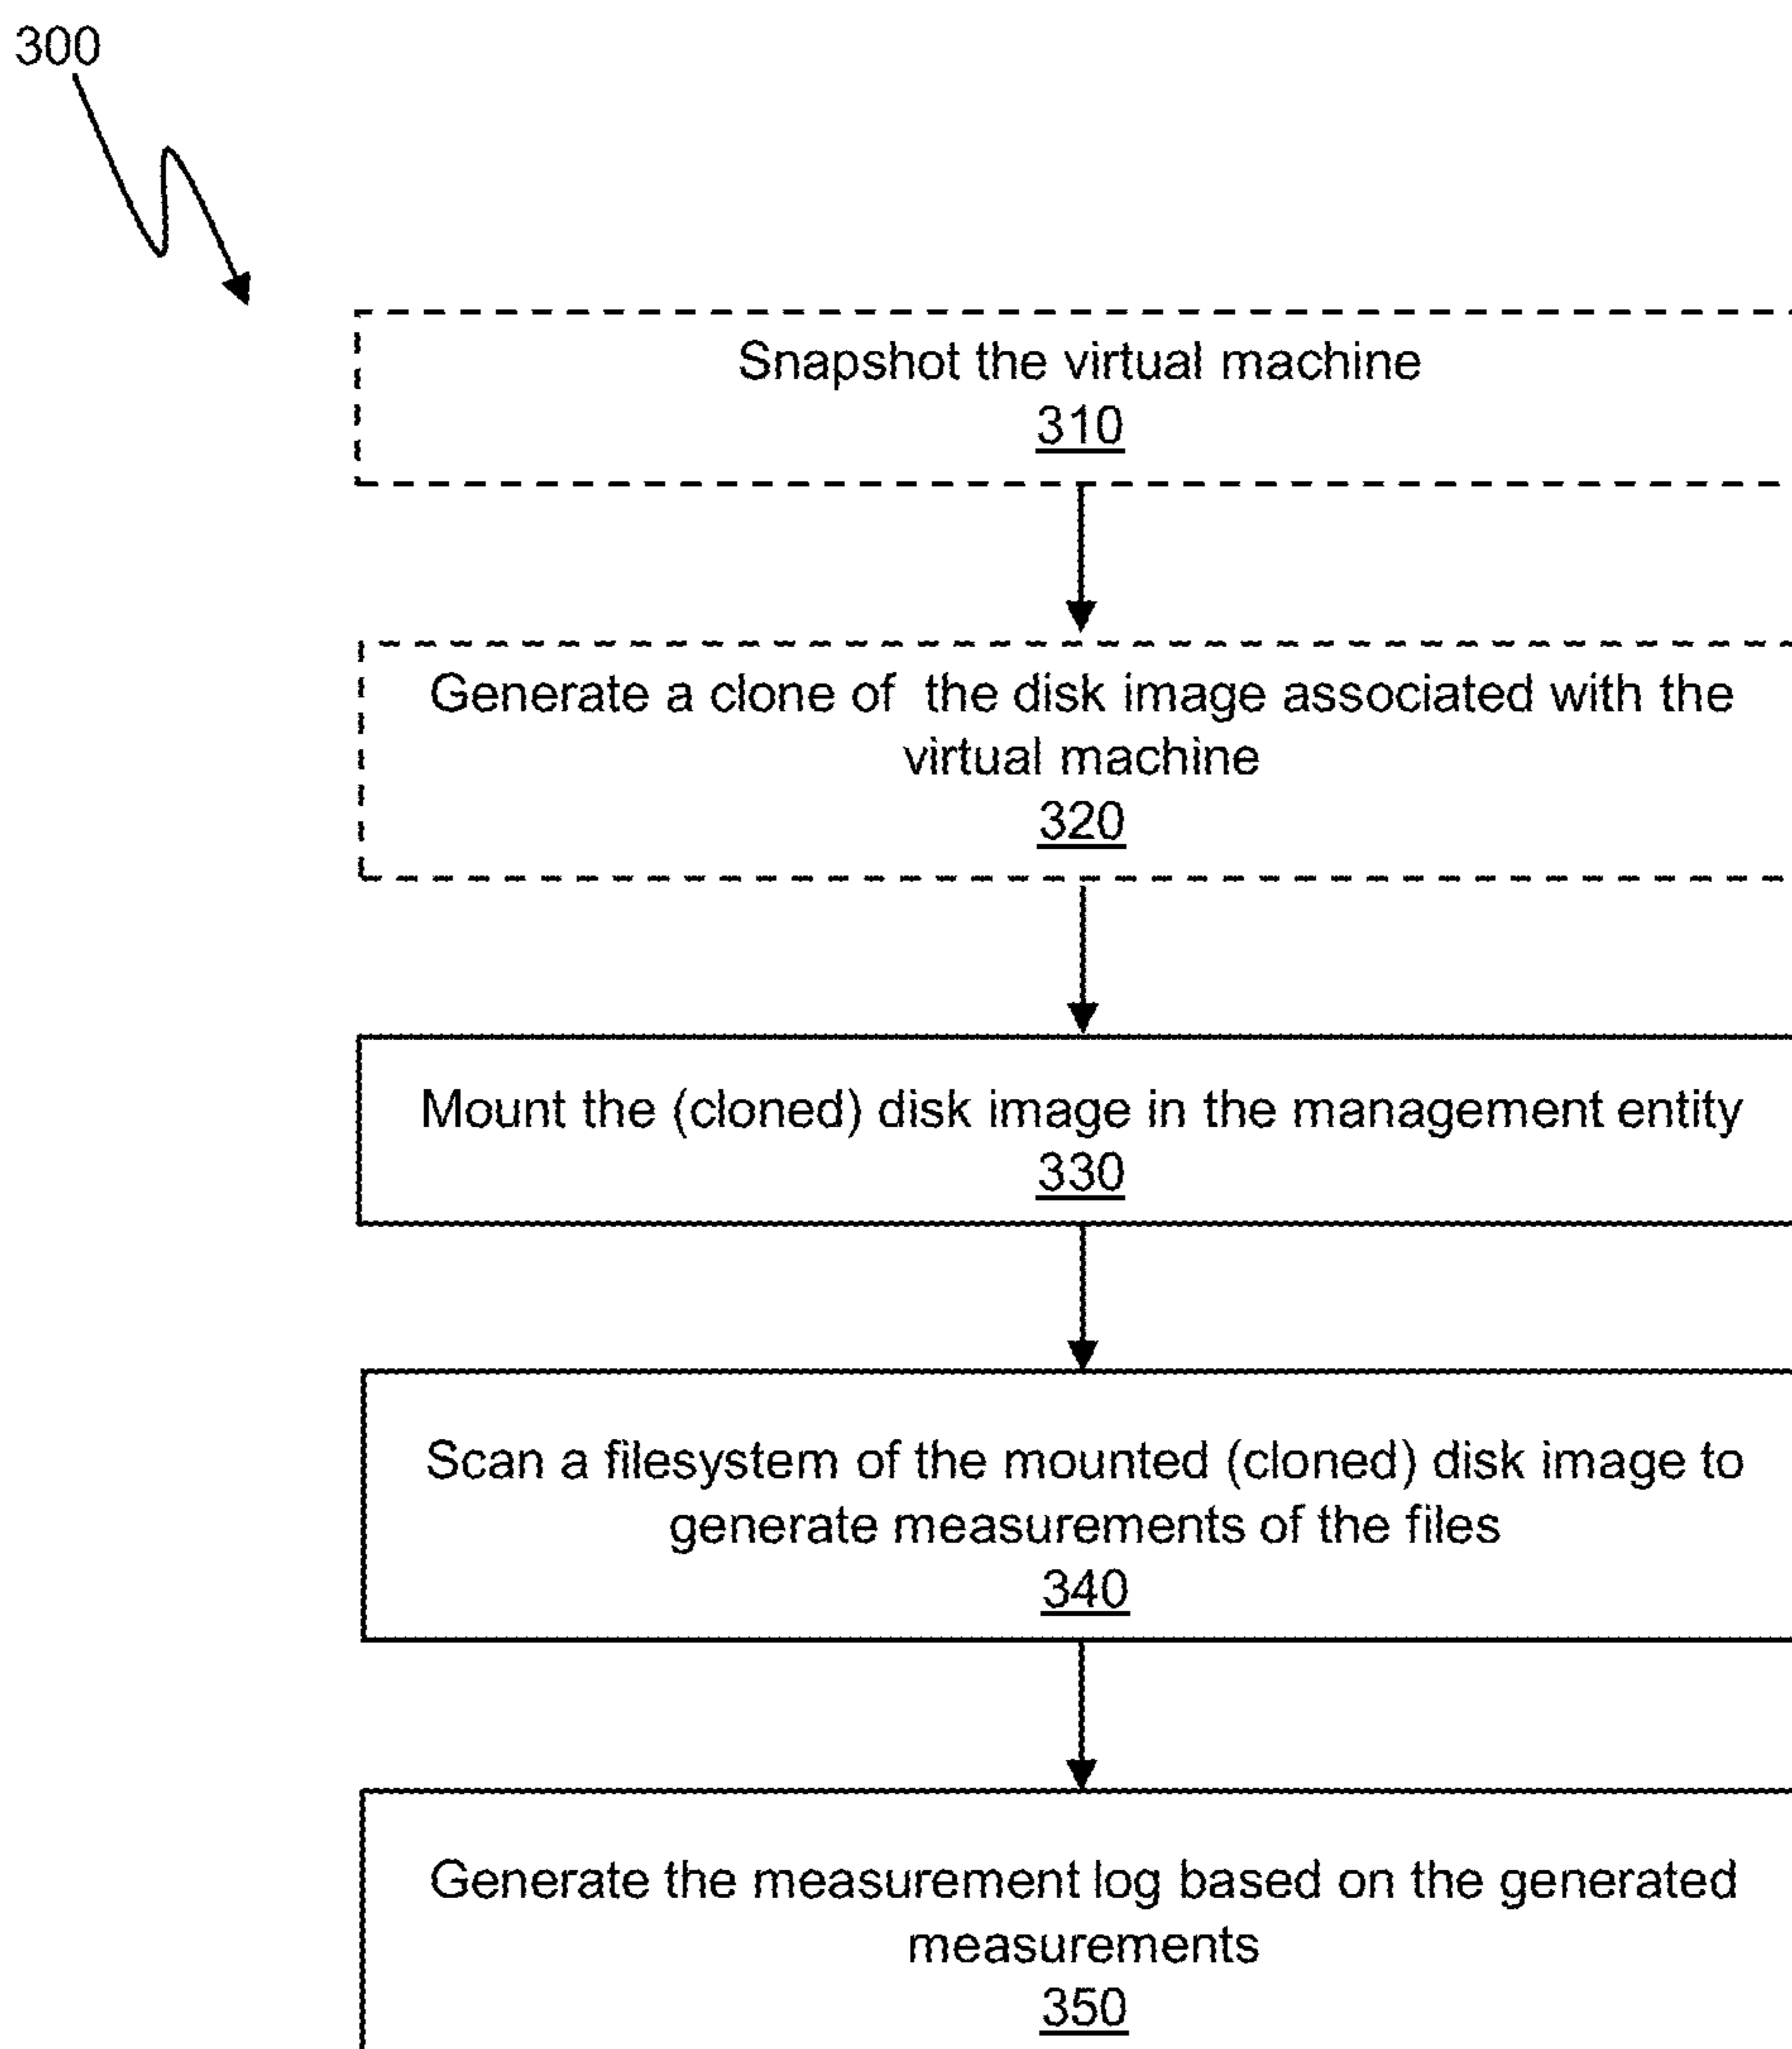 300
Snapshot the virtual machine
310
Generate a clone of the disk image associated with the
virtual machine
320
Mount the (cloned) disk image in the management entity
330
Scan a filesystem of the mounted (cloned) disk image to
generate measurements of the files
340
Generate the measurement log based on the generated
measurements
350